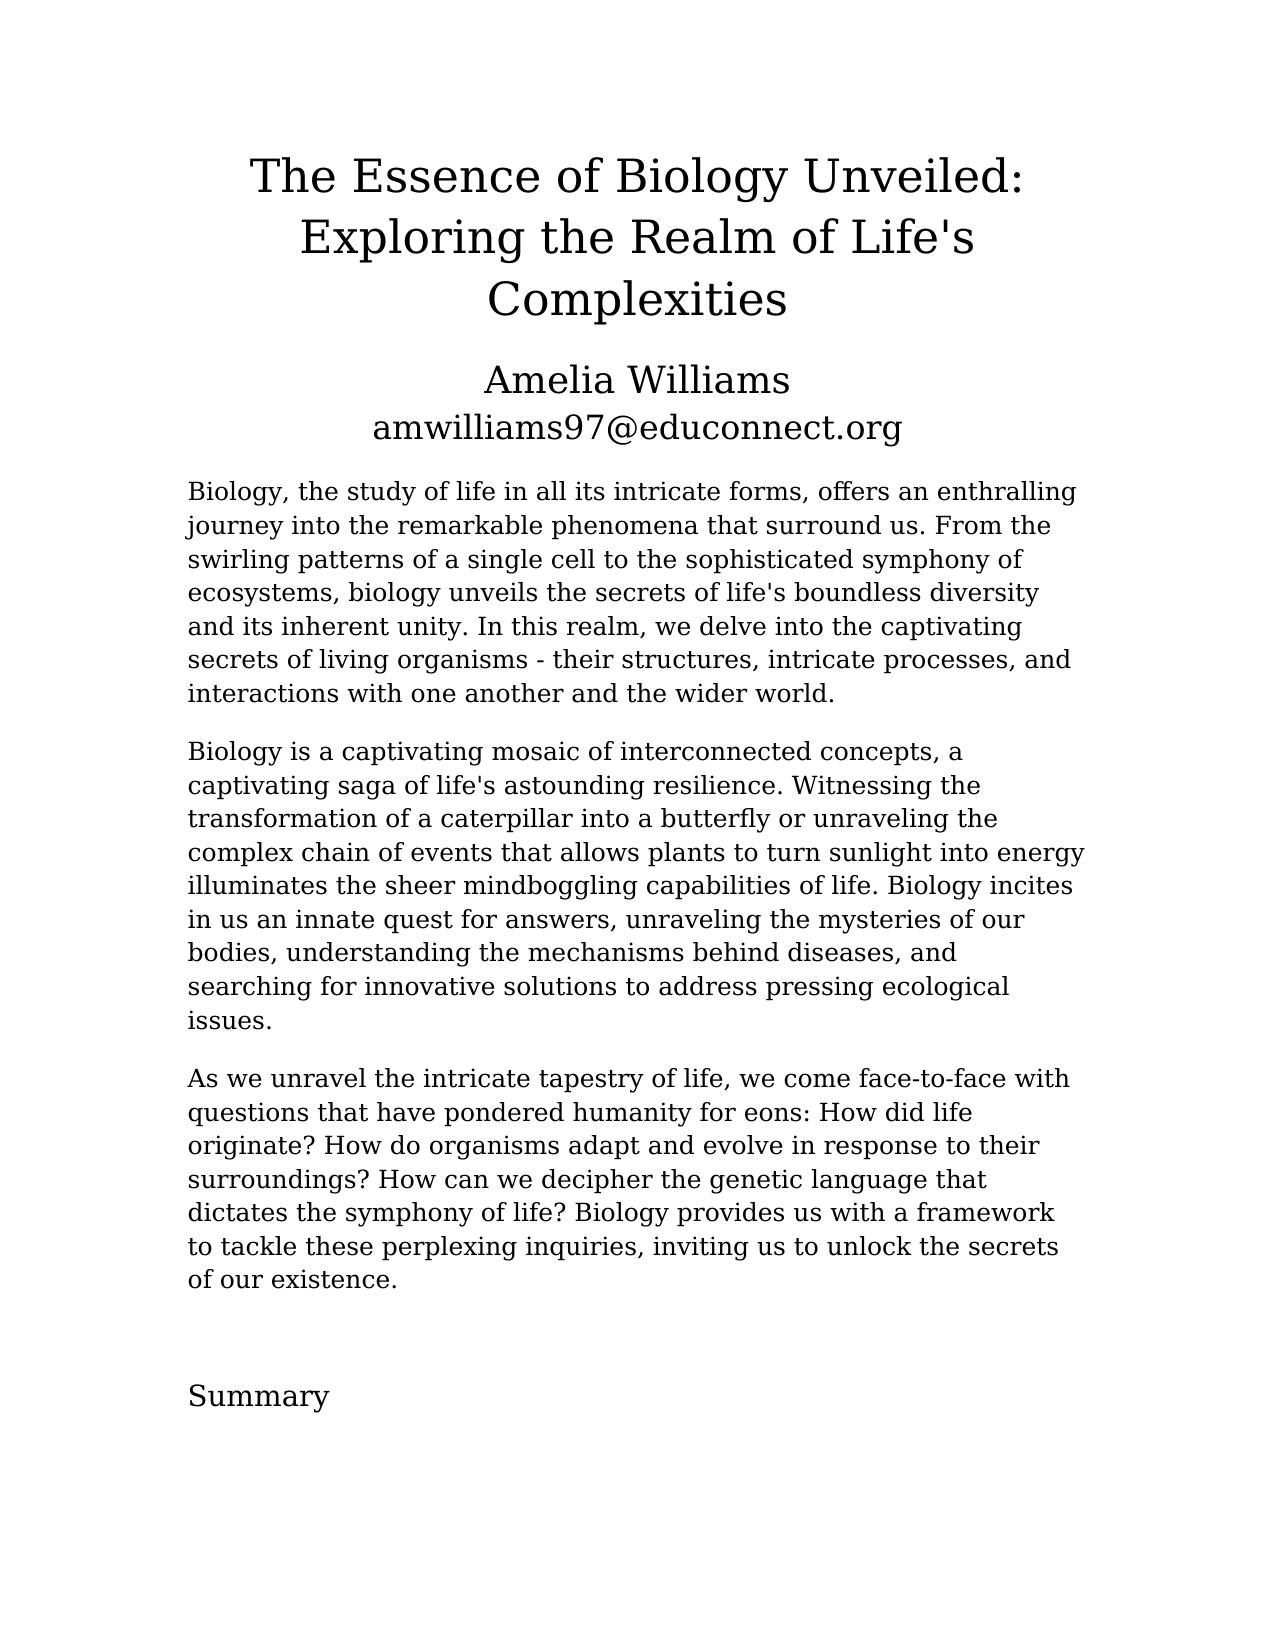 The Essence of Biology Unveiled:
Exploring the Realm of Life's
Complexities
Amelia Williams
amwilliams97@educonnect.org
Biology, the study of life in all its intricate forms, offers an enthralling
journey into the remarkable phenomena that surround us. From the
swirling patterns of a single cell to the sophisticated symphony of
ecosystems, biology unveils the secrets of life's boundless diversity
and its inherent unity. In this realm, we delve into the captivating
secrets of living organisms - their structures, intricate processes, and
interactions with one another and the wider world.
Biology is a captivating mosaic of interconnected concepts, a
captivating saga of life's astounding resilience. Witnessing the
transformation of a caterpillar into a butterfly or unraveling the
complex chain of events that allows plants to turn sunlight into energy
illuminates the sheer mindboggling capabilities of life. Biology incites
in us an innate quest for answers, unraveling the mysteries of our
bodies, understanding the mechanisms behind diseases, and
searching for innovative solutions to address pressing ecological
issues.
As we unravel the intricate tapestry of life, we come face-to-face with
questions that have pondered humanity for eons: How did life
originate? How do organisms adapt and evolve in response to their
surroundings? How can we decipher the genetic language that
dictates the symphony of life? Biology provides us with a framework
to tackle these perplexing inquiries, inviting us to unlock the secrets
of our existence.
Summary